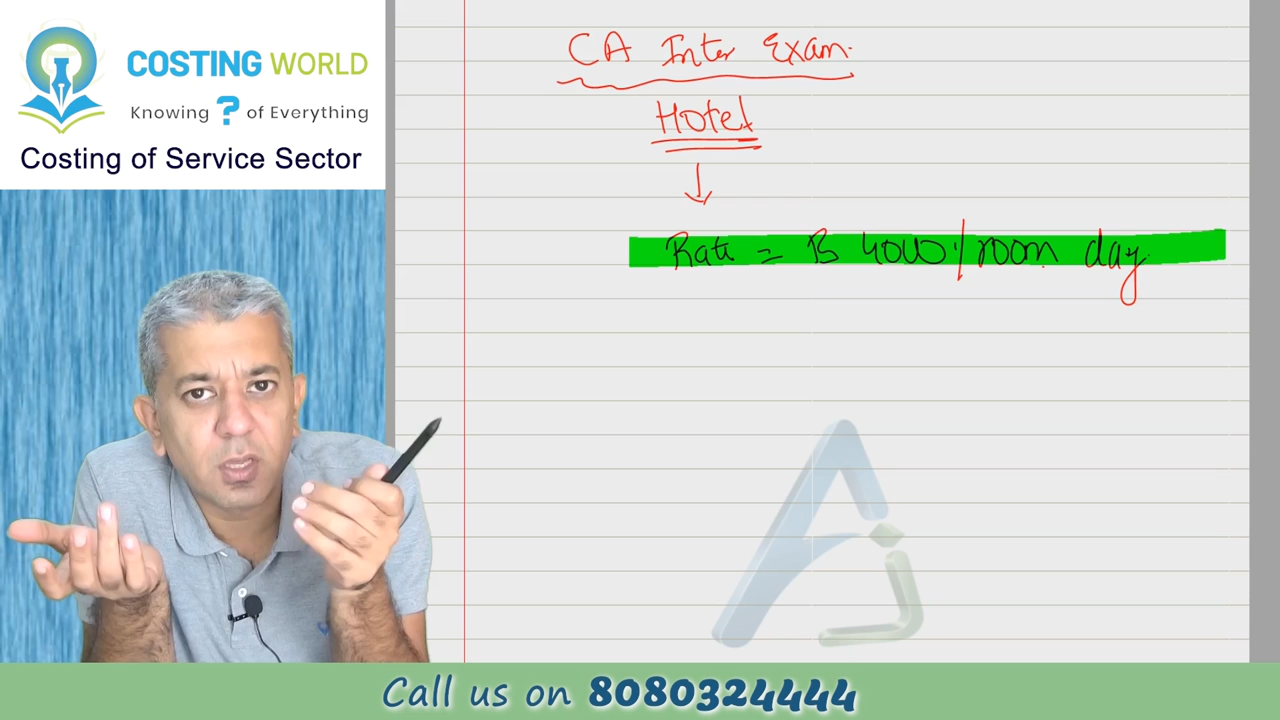 COSTING WORLD
Knowing ? of Everything
Costing of Service Sector
CA Inter Exam.
Hotel
Rate = Rs 4000/room day.
Call us on 8080324444